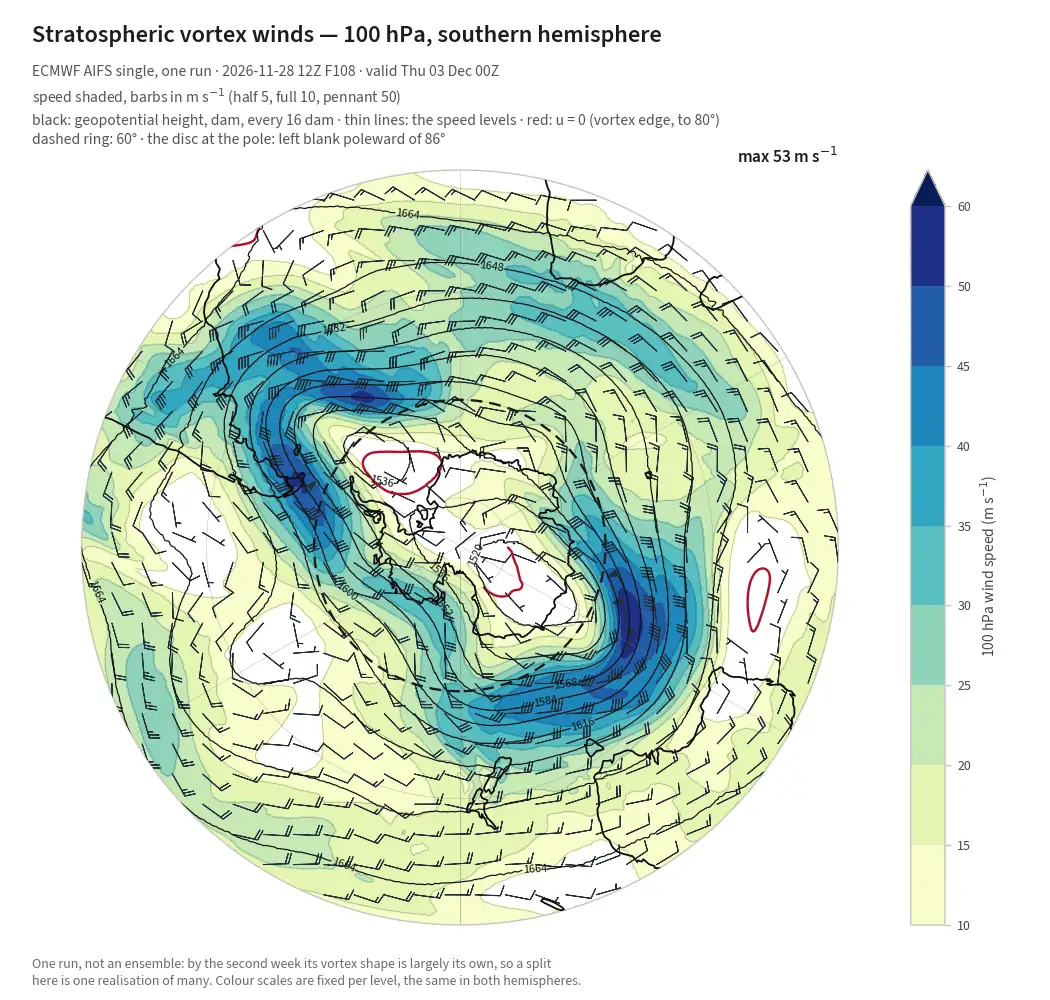 Stratospheric vortex winds — 100 hPa, southern hemisphere
ECMWF AIFS single, one run · 2026-11-28 12Z F108 · valid Thu 03 Dec 00Z
speed shaded, barbs in m s⁻¹ (half 5, full 10, pennant 50)
black: geopotential height, dam, every 16 dam · thin lines: the speed levels · red: u = 0 (vortex edge, to 80°)
dashed ring: 60° · the disc at the pole: left blank poleward of 86°
max 53 m s⁻¹
60
50
45
40
35
30
25
20
15
10
100 hPa wind speed (m s⁻¹)
1664
1648
1664
1536
1520
1600
1664
1568
1584
1616
1664
1664
One run, not an ensemble: by the second week its vortex shape is largely its own, so a split
here is one realisation of many. Colour scales are fixed per level, the same in both hemispheres.